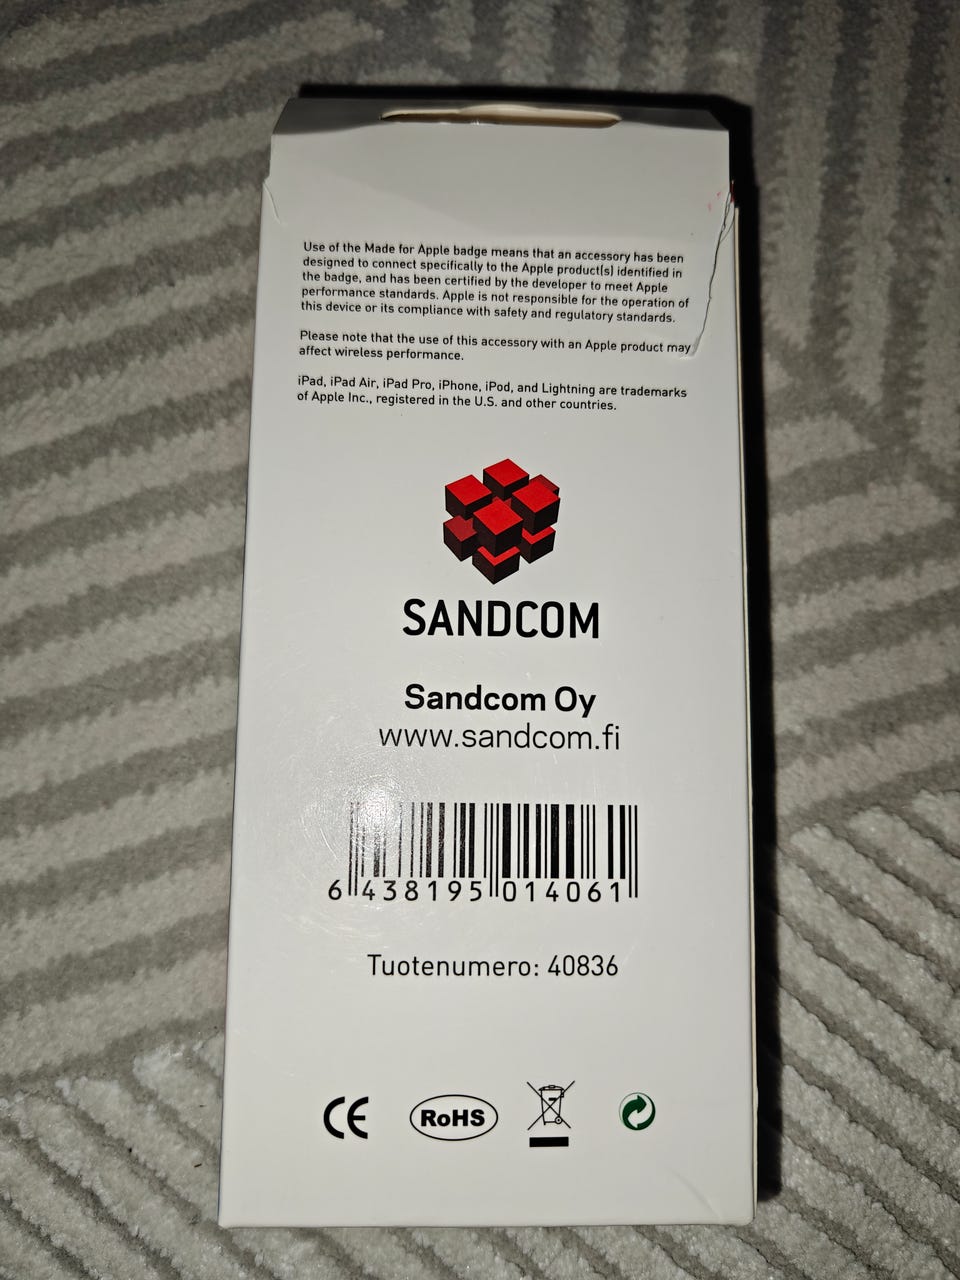 Use of the Made for Apple badge means that an accessory has been
designed to connect specifically to the Apple product(s) identified in
the badge, and has been certified by the developer to meet Apple
performance standards. Apple is not responsible for the operation of
this device or its compliance with safety and regulatory standards.
Please note that the use of this accessory with an Apple product may
affect wireless performance.
iPad, iPad Air, iPad Pro, iPhone, iPod, and Lightning are trademarks
of Apple Inc., registered in the U.S. and other countries.
SANDCOM
Sandcom Oy
www.sandcom.fi
6 438195 014061
Tuotenumero: 40836
CE RoHS